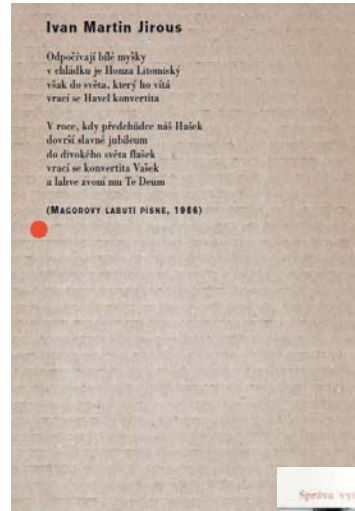 Ivan Martin Jirous
Odpočívají bílé myšky
v chládku je Honza Litomiský
však do světa, který ho vítá
vrací se Havel konvertita
V roce, kdy předchůdce náš Hašek
dovrší slavné jubileum
do divokého světa flašek
vrací se konvertita Vašek
a lahve zvoní mu Te Deum
(MAGOROVY LABUTÍ PÍSNĚ, 1986)
Správa